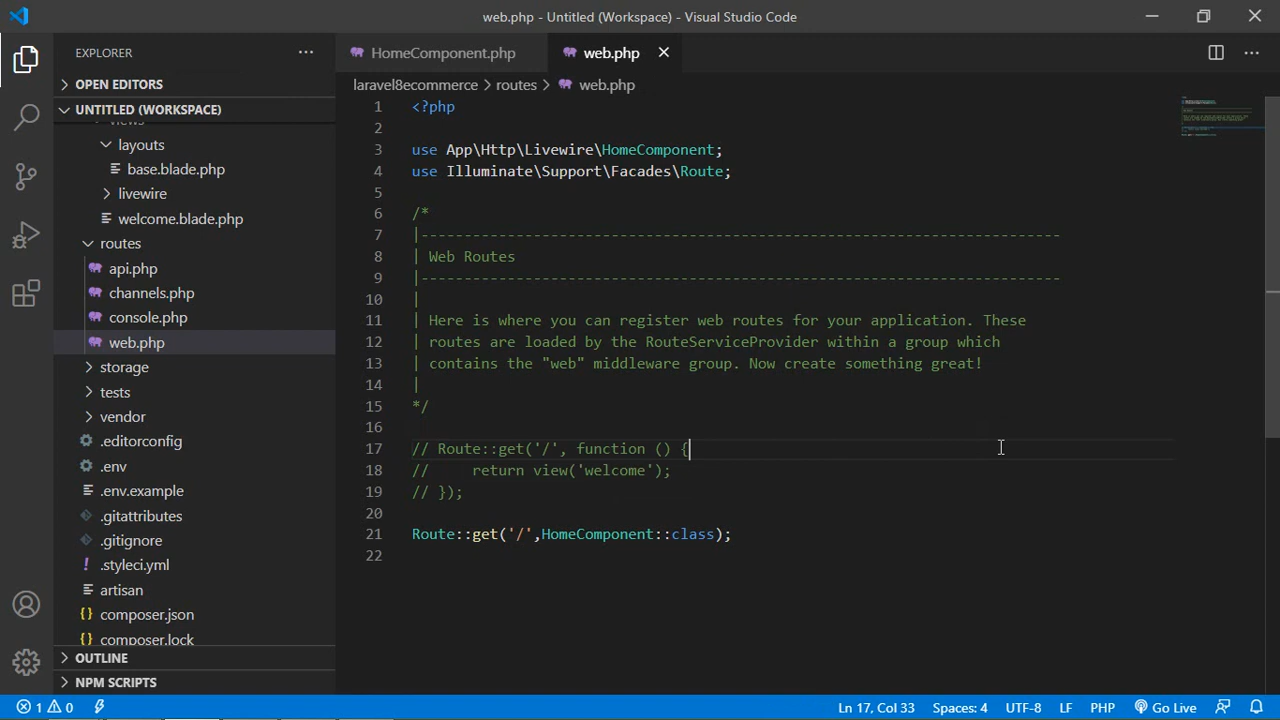 web.php - Untitled (Workspace) - Visual Studio Code
EXPLORER
OPEN EDITORS
UNTITLED (WORKSPACE)
views
layouts
base.blade.php
livewire
welcome.blade.php
routes
api.php
channels.php
console.php
web.php
storage
tests
vendor
.editorconfig
.env
.env.example
.gitattributes
.gitignore
.styleci.yml
artisan
composer.json
composer.lock
OUTLINE
NPM SCRIPTS
HomeComponent.php
web.php
laravel8ecommerce > routes > web.php
1 <?php
2
3 use App\Http\Livewire\HomeComponent;
4 use Illuminate\Support\Facades\Route;
5
6 /*
7 |--------------------------------------------------------------------------
8 | Web Routes
9 |--------------------------------------------------------------------------
10 |
11 | Here is where you can register web routes for your application. These
12 | routes are loaded by the RouteServiceProvider within a group which
13 | contains the "web" middleware group. Now create something great!
14 |
15 */
16
17 // Route::get('/', function () {
18 //     return view('welcome');
19 // });
20
21 Route::get('/',HomeComponent::class);
22
1 0
Ln 17, Col 33
Spaces: 4
UTF-8
LF
PHP
Go Live